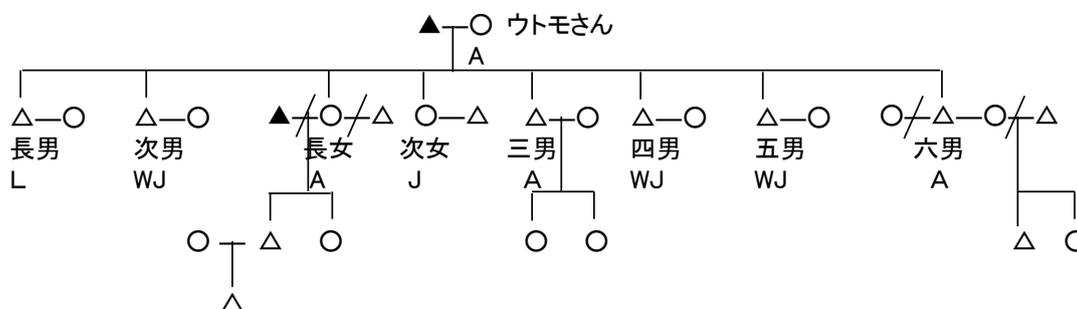 ウトモさん
A
長男 次男 長女 次女 三男 四男 五男 六男
L WJ A J A WJ WJ A